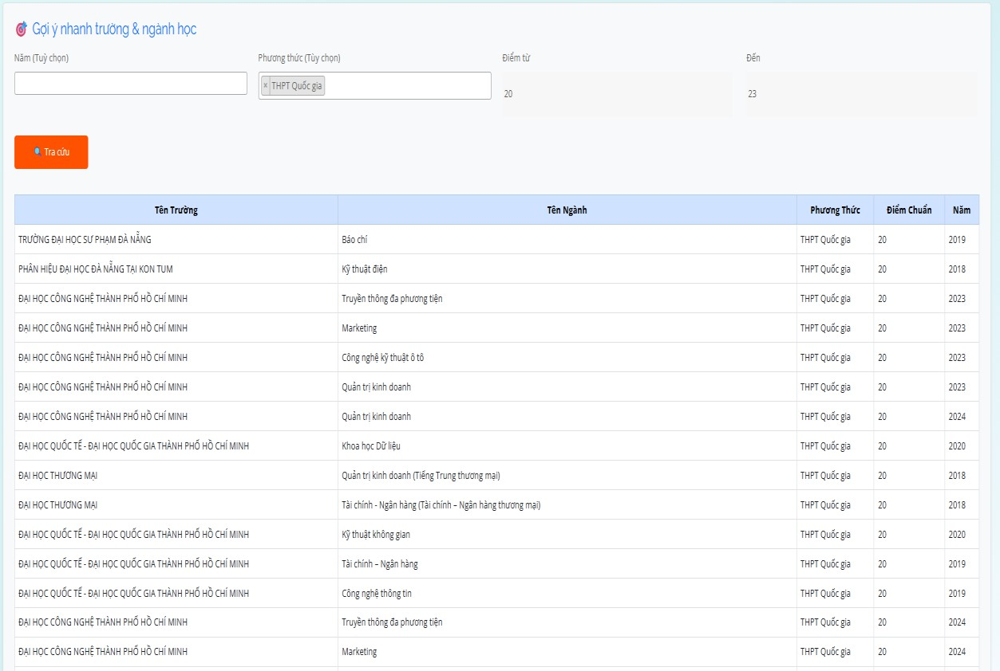 Gợi ý nhanh trường & ngành học
Năm (Tuỳ chọn) Phương thức (Tùy chọn) Điểm từ Đến
× THPT Quốc gia 20 23
Tra cứu
Tên Trường Tên Ngành Phương Thức Điểm Chuẩn Năm
TRƯỜNG ĐẠI HỌC SƯ PHẠM ĐÀ NẴNG Báo chí THPT Quốc gia 20 2019
PHÂN HIỆU ĐẠI HỌC ĐÀ NẴNG TẠI KON TUM Kỹ thuật điện THPT Quốc gia 20 2018
ĐẠI HỌC CÔNG NGHỆ THÀNH PHỐ HỒ CHÍ MINH Truyền thông đa phương tiện THPT Quốc gia 20 2023
ĐẠI HỌC CÔNG NGHỆ THÀNH PHỐ HỒ CHÍ MINH Marketing THPT Quốc gia 20 2023
ĐẠI HỌC CÔNG NGHỆ THÀNH PHỐ HỒ CHÍ MINH Công nghệ kỹ thuật ô tô THPT Quốc gia 20 2023
ĐẠI HỌC CÔNG NGHỆ THÀNH PHỐ HỒ CHÍ MINH Quản trị kinh doanh THPT Quốc gia 20 2023
ĐẠI HỌC CÔNG NGHỆ THÀNH PHỐ HỒ CHÍ MINH Quản trị kinh doanh THPT Quốc gia 20 2024
ĐẠI HỌC QUỐC TẾ - ĐẠI HỌC QUỐC GIA THÀNH PHỐ HỒ CHÍ MINH Khoa học Dữ liệu THPT Quốc gia 20 2020
ĐẠI HỌC THƯƠNG MẠI Quản trị kinh doanh (Tiếng Trung thương mại) THPT Quốc gia 20 2018
ĐẠI HỌC THƯƠNG MẠI Tài chính - Ngân hàng (Tài chính – Ngân hàng thương mại) THPT Quốc gia 20 2018
ĐẠI HỌC QUỐC TẾ - ĐẠI HỌC QUỐC GIA THÀNH PHỐ HỒ CHÍ MINH Kỹ thuật không gian THPT Quốc gia 20 2020
ĐẠI HỌC QUỐC TẾ - ĐẠI HỌC QUỐC GIA THÀNH PHỐ HỒ CHÍ MINH Tài chính – Ngân hàng THPT Quốc gia 20 2019
ĐẠI HỌC QUỐC TẾ - ĐẠI HỌC QUỐC GIA THÀNH PHỐ HỒ CHÍ MINH Công nghệ thông tin THPT Quốc gia 20 2019
ĐẠI HỌC CÔNG NGHỆ THÀNH PHỐ HỒ CHÍ MINH Truyền thông đa phương tiện THPT Quốc gia 20 2024
ĐẠI HỌC CÔNG NGHỆ THÀNH PHỐ HỒ CHÍ MINH Marketing THPT Quốc gia 20 2024